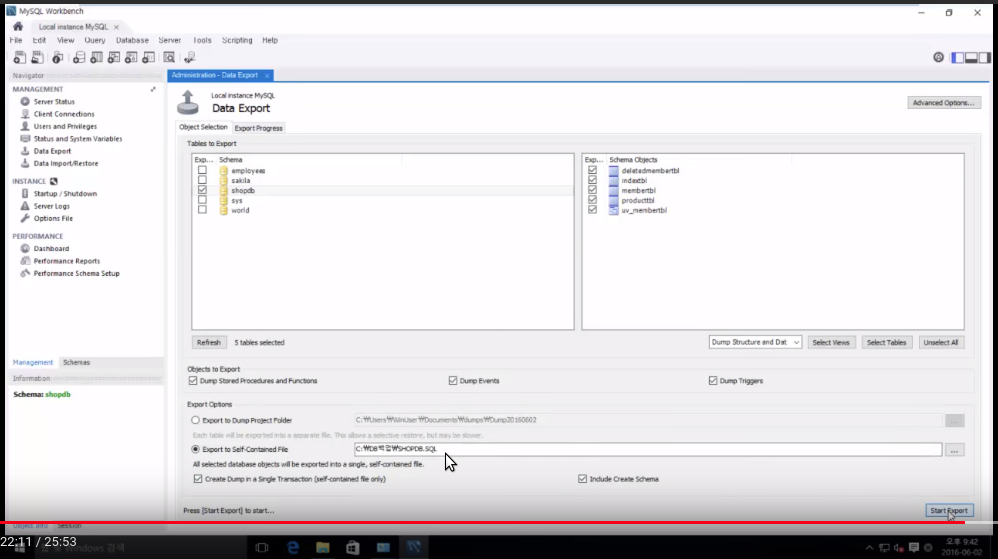 MySQL Workbench
Local instance MySQL
File Edit View Query Database Server Tools Scripting Help
Navigator
MANAGEMENT
Server Status
Client Connections
Users and Privileges
Status and System Variables
Data Export
Data Import/Restore
INSTANCE
Startup / Shutdown
Server Logs
Options File
PERFORMANCE
Dashboard
Performance Reports
Performance Schema Setup
Management Schemas
Information
Schema: shopdb
Object Info Session
Administration - Data Export
Local instance MySQL
Data Export
Advanced Options...
Object Selection Export Progress
Tables to Export
Exp... Schema
employees
sakila
shopdb
sys
world
Exp... Schema Objects
deletedmembertbl
indextbl
membertbl
producttbl
uv_membertbl
Refresh 5 tables selected
Dump Structure and Dat
Select Views Select Tables Unselect All
Objects to Export
Dump Stored Procedures and Functions Dump Events Dump Triggers
Export Options
Export to Dump Project Folder C:₩Users₩WinUser₩Documents₩dumps₩Dump20160602 ...
Each table will be exported into a separate file. This allows a selective restore, but may be slower.
Export to Self-Contained File C:₩DB백업₩SHOPDB.SQL ...
All selected database objects will be exported into a single, self-contained file.
Create Dump in a Single Transaction (self-contained file only) Include Create Schema
Press [Start Export] to start...
Start Export
22:11 / 25:53
Windows 검색
오후 9:42
2016-06-02